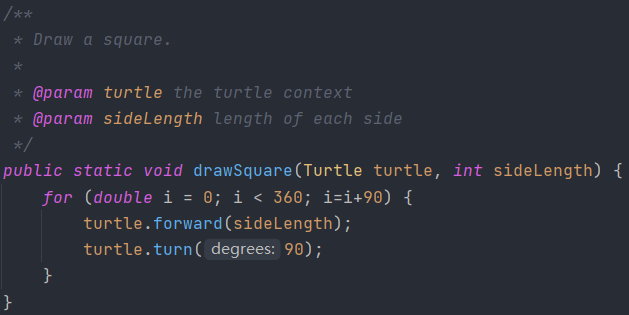 /**
 * Draw a square.
 *
 * @param turtle the turtle context
 * @param sideLength length of each side
 */
public static void drawSquare(Turtle turtle, int sideLength) {
    for (double i = 0; i < 360; i=i+90) {
        turtle.forward(sideLength);
        turtle.turn( degrees: 90);
    }
}